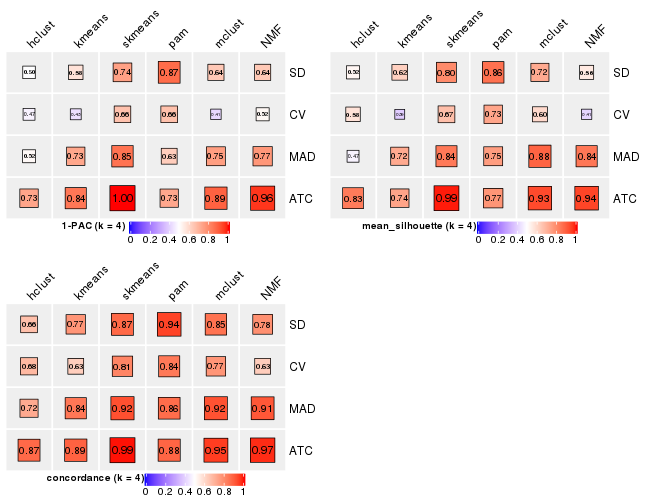 hclust kmeans skmeans pam mclust NMF
0.50 0.58 0.74 0.87 0.64 0.64 SD
0.47 0.43 0.66 0.66 0.41 0.52 CV
0.52 0.73 0.85 0.63 0.75 0.77 MAD
0.73 0.84 1.00 0.73 0.89 0.96 ATC
1-PAC (k = 4)
0 0.2 0.4 0.6 0.8 1
hclust kmeans skmeans pam mclust NMF
0.52 0.62 0.80 0.86 0.72 0.56 SD
0.58 0.67 0.73 0.60 0.41 CV
0.47 0.72 0.84 0.75 0.88 0.84 MAD
0.83 0.74 0.99 0.77 0.93 0.94 ATC
mean_silhouette (k = 4)
0 0.2 0.4 0.6 0.8 1
hclust kmeans skmeans pam mclust NMF
0.66 0.77 0.87 0.94 0.85 0.78 SD
0.68 0.63 0.81 0.84 0.77 0.63 CV
0.72 0.84 0.92 0.86 0.92 0.91 MAD
0.87 0.89 0.99 0.88 0.95 0.97 ATC
concordance (k = 4)
0 0.2 0.4 0.6 0.8 1